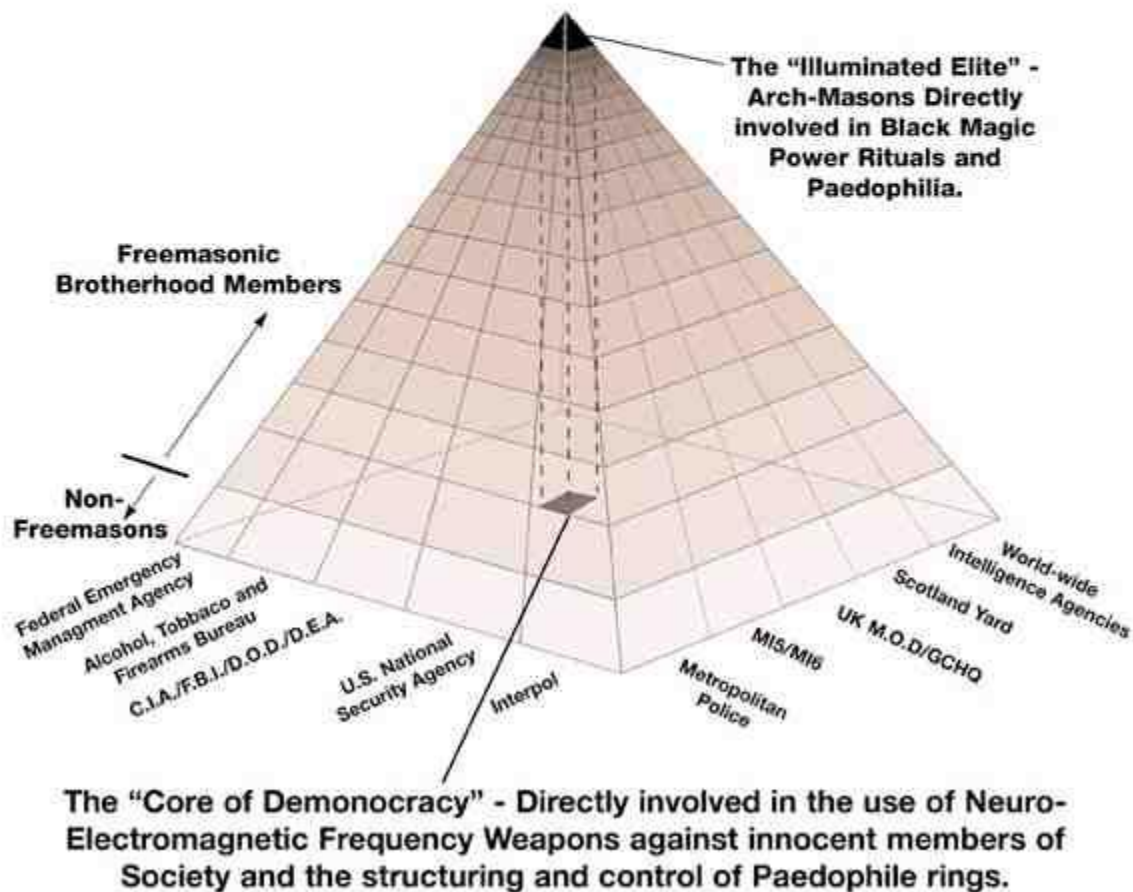 The “Illuminated Elite” -
Arch-Masons Directly
involved in Black Magic
Power Rituals and
Paedophilia.
Freemasonic
Brotherhood Members
Non-
Freemasons
Federal Emergency
Managment Agency
Alcohol, Tobbaco and
Firearms Bureau
C.I.A./F.B.I./D.O.D./D.E.A.
U.S. National
Security Agency
Interpol
Metropolitan
Police
MI5/MI6
UK M.O.D/GCHQ
Scotland Yard
World-wide
Intelligence Agencies
The “Core of Demonocracy” - Directly involved in the use of Neuro-
Electromagnetic Frequency Weapons against innocent members of
Society and the structuring and control of Paedophile rings.